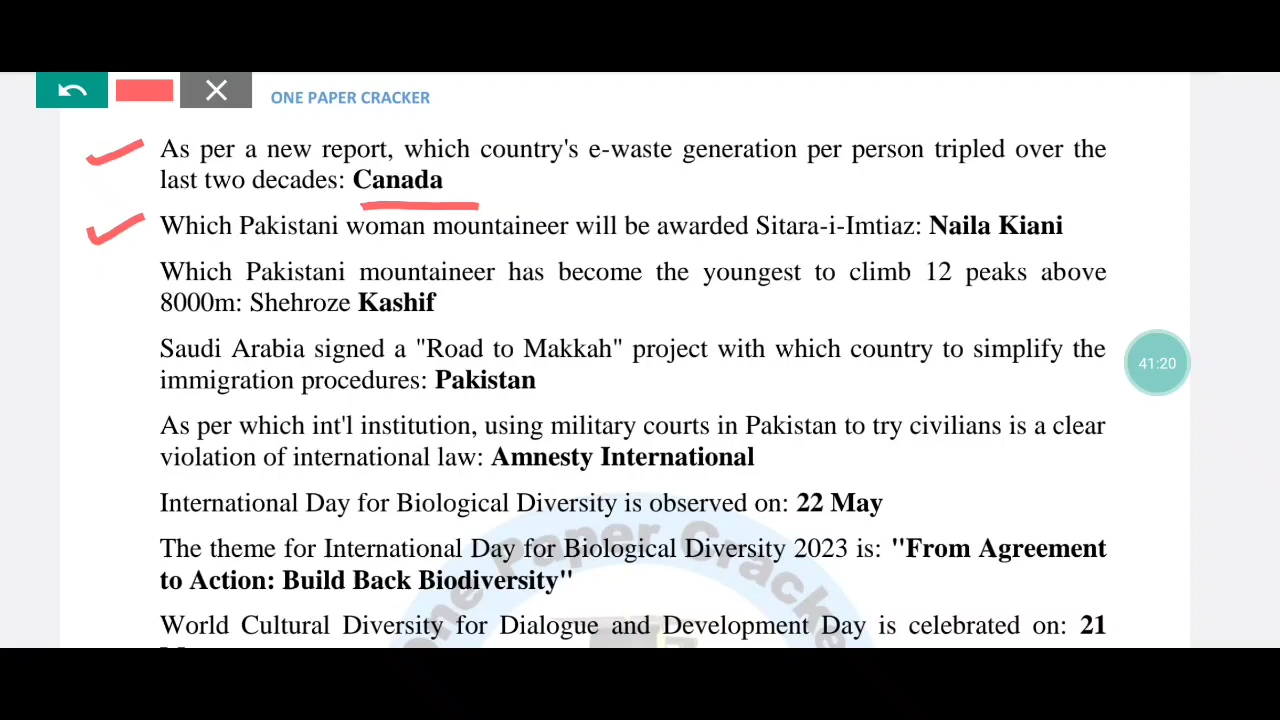 ONE PAPER CRACKER
As per a new report, which country's e-waste generation per person tripled over the
last two decades: Canada
Which Pakistani woman mountaineer will be awarded Sitara-i-Imtiaz: Naila Kiani
Which Pakistani mountaineer has become the youngest to climb 12 peaks above
8000m: Shehroze Kashif
41:20
Saudi Arabia signed a "Road to Makkah" project with which country to simplify the
immigration procedures: Pakistan
As per which int'l institution, using military courts in Pakistan to try civilians is a clear
violation of international law: Amnesty International
International Day for Biological Diversity is observed on: 22 May
The theme for International Day for Biological Diversity 2023 is: "From Agreement
to Action: Build Back Biodiversity"
World Cultural Diversity for Dialogue and Development Day is celebrated on: 21
One Paper Cracke